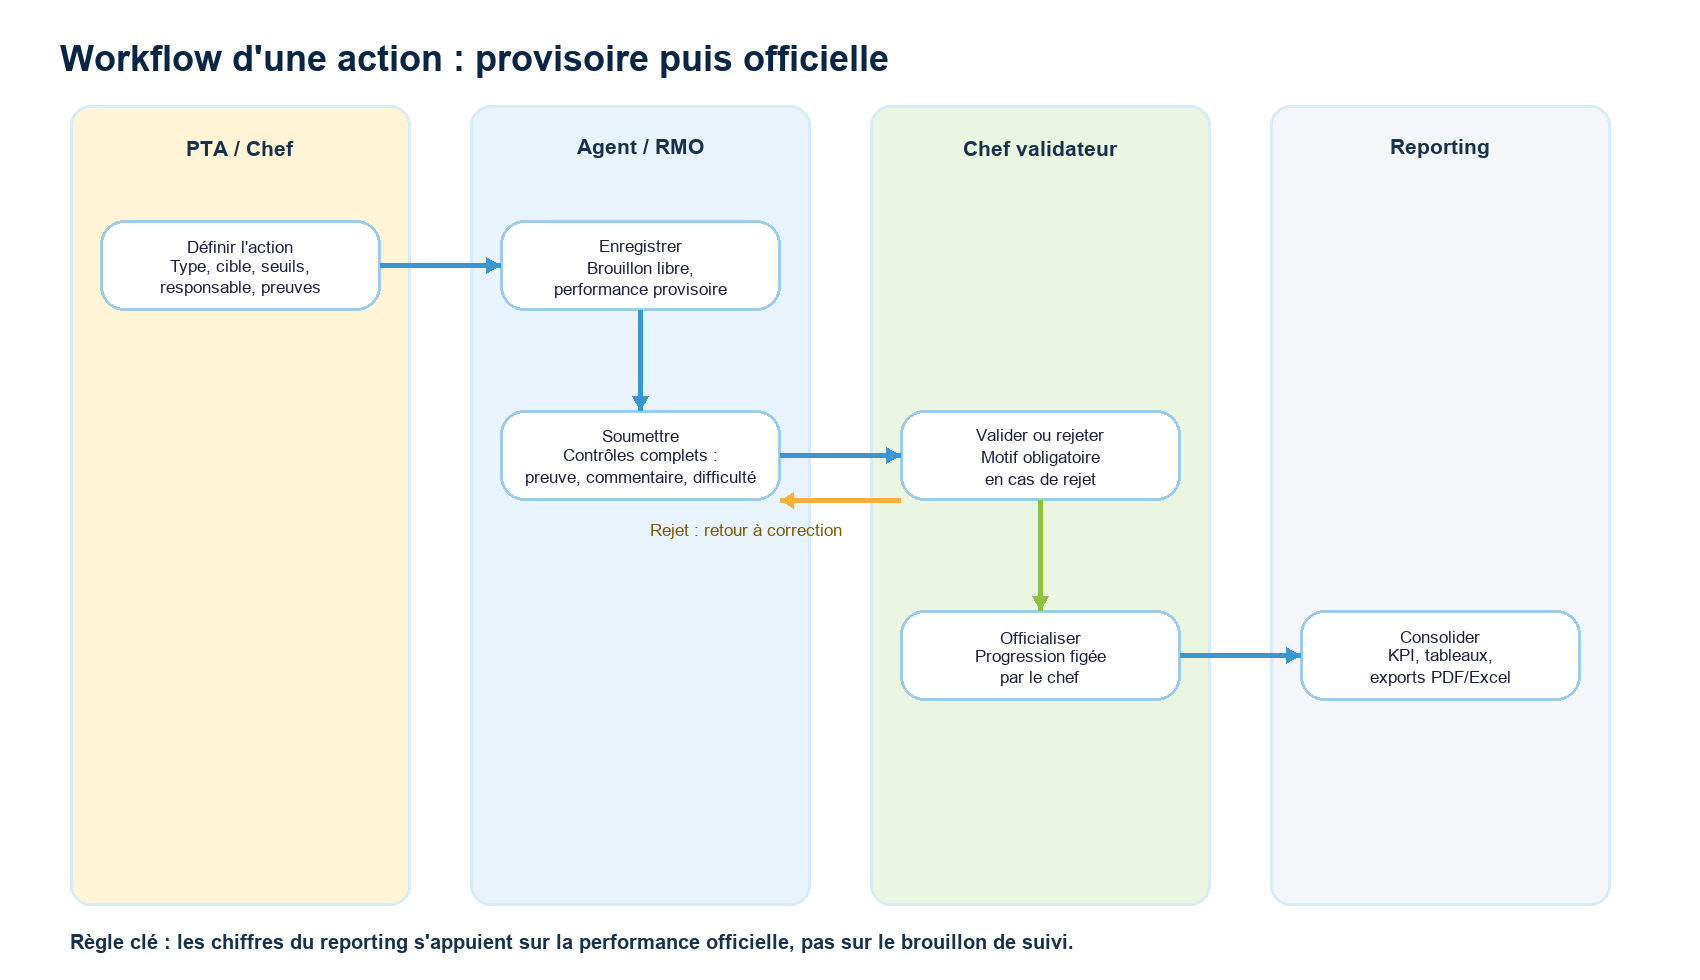 Workflow d'une action : provisoire puis officielle
PTA / Chef
Agent / RMO
Chef validateur
Reporting
Définir l'action
Type, cible, seuils,
responsable, preuves
Enregistrer
Brouillon libre,
performance provisoire
Soumettre
Contrôles complets :
preuve, commentaire, difficulté
Valider ou rejeter
Motif obligatoire
en cas de rejet
Rejet : retour à correction
Officialiser
Progression figée
par le chef
Consolider
KPI, tableaux,
exports PDF/Excel
Règle clé : les chiffres du reporting s'appuient sur la performance officielle, pas sur le brouillon de suivi.